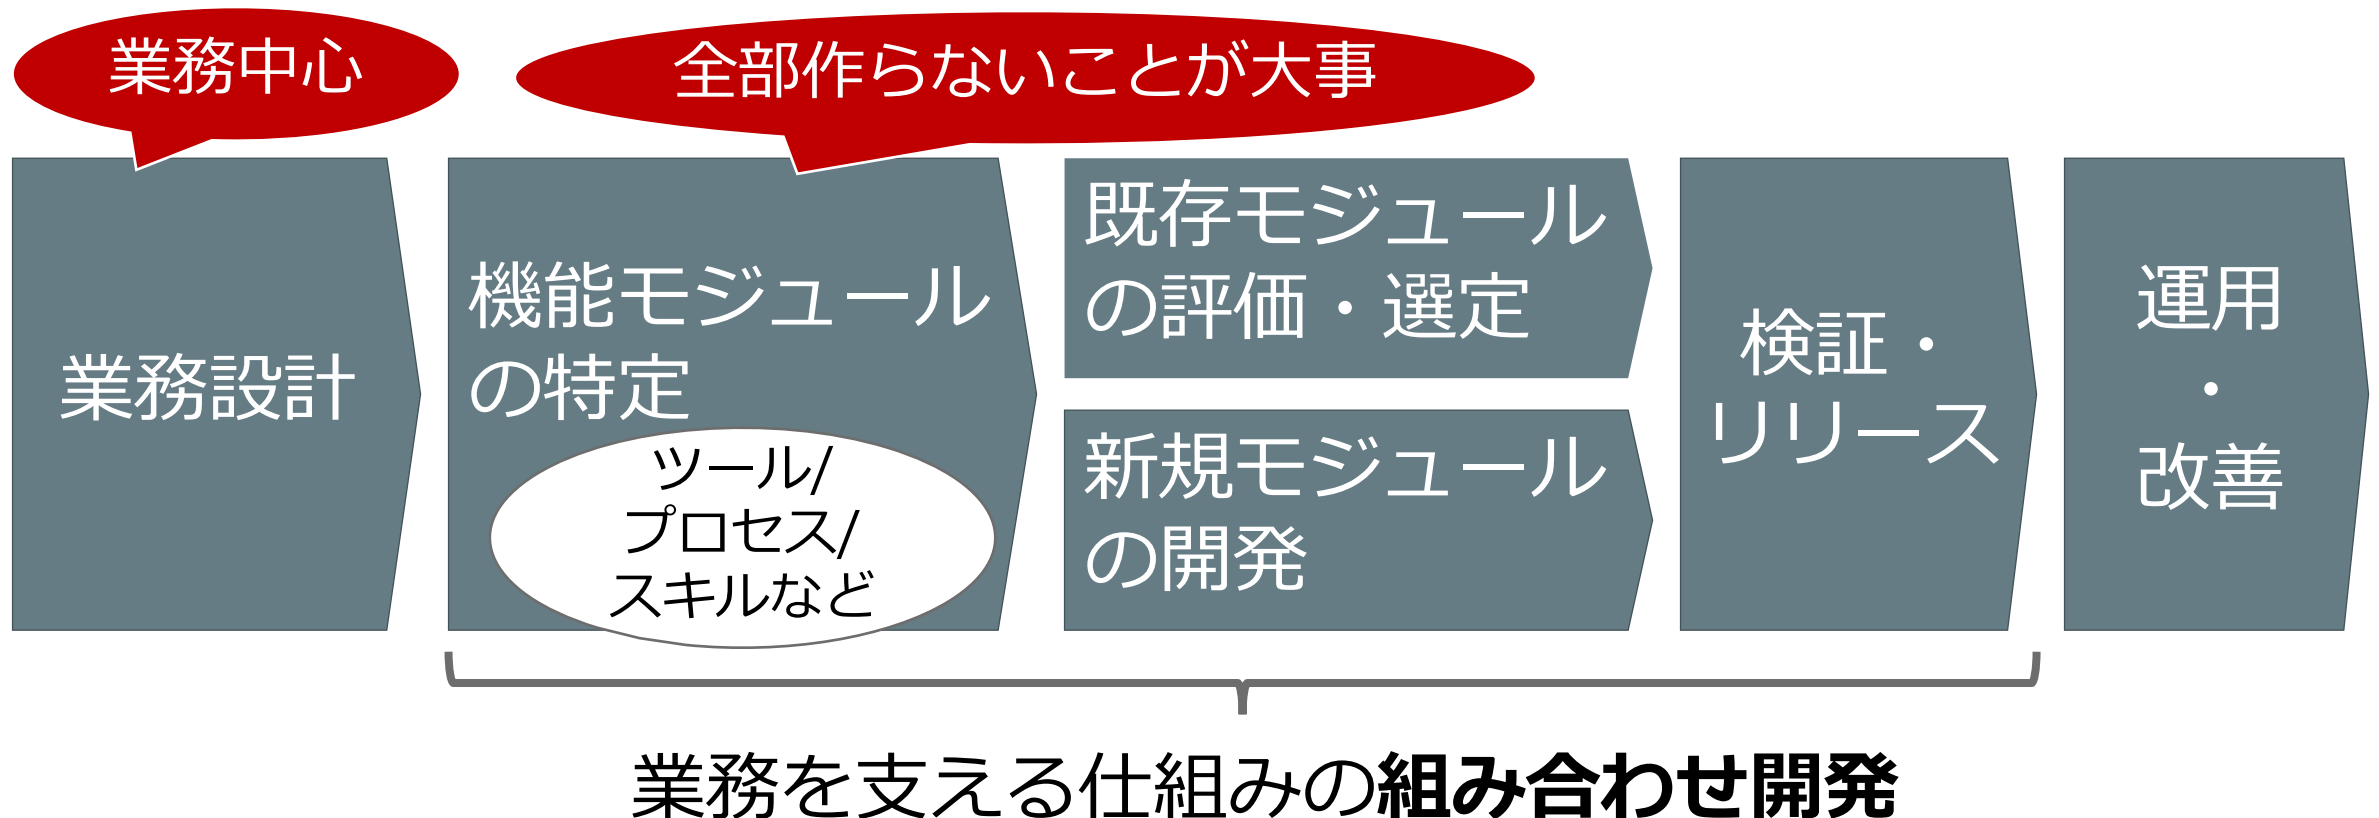 業務中心
全部作らないことが大事
業務設計
機能モジュール
の特定
ツール/
プロセス/
スキルなど
既存モジュール
の評価・選定
新規モジュール
の開発
検証・
リリース
運用
・
改善
業務を支える仕組みの組み合わせ開発